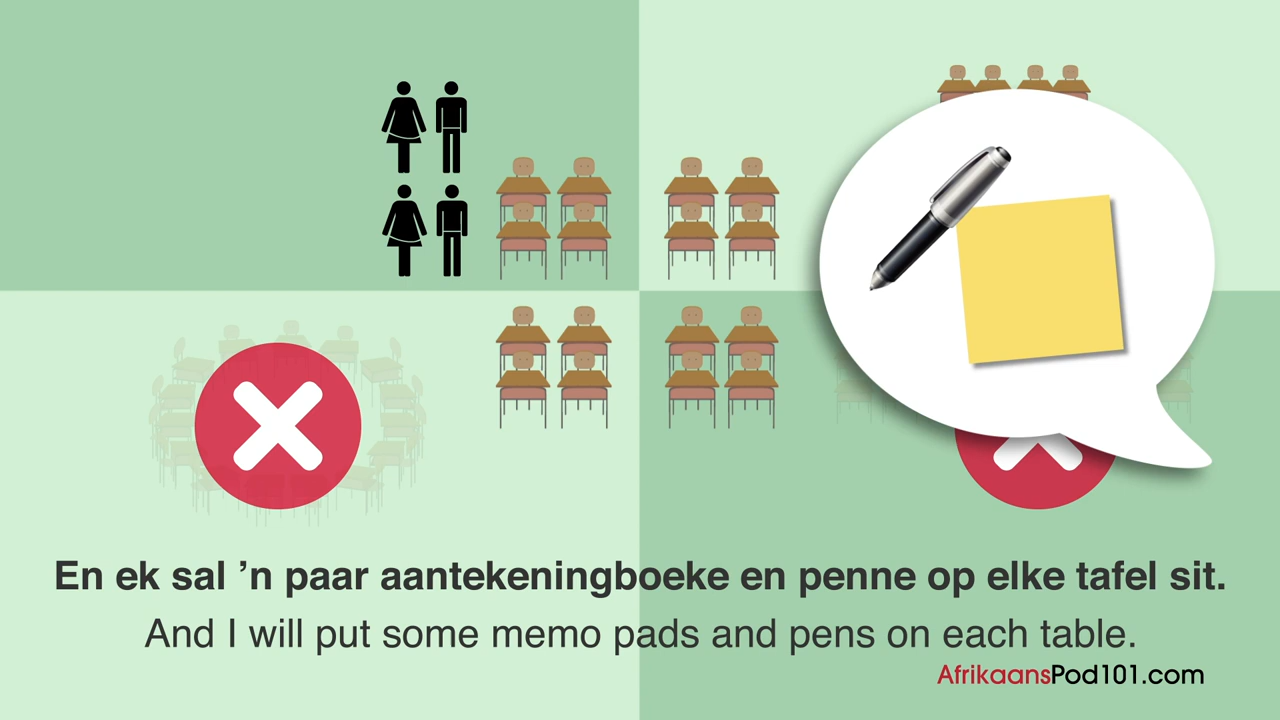 En ek sal ’n paar aantekeningboeke en penne op elke tafel sit.
And I will put some memo pads and pens on each table.
AfrikaansPod101.com